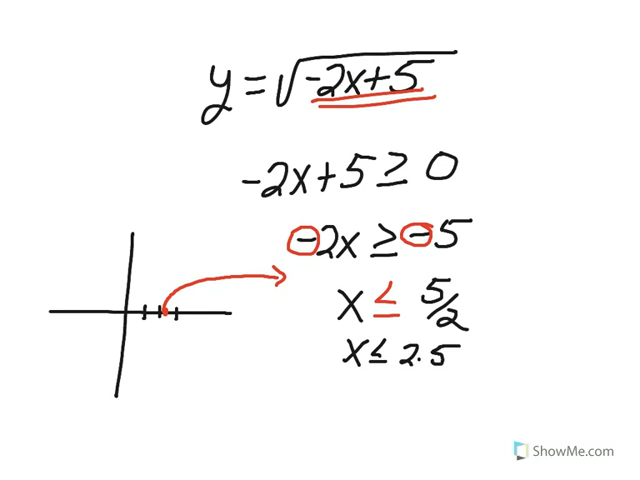 y = √-2x+5
-2x+5 ≥ 0
-2x ≥ -5
x ≤ 5/2
x ≤ 2.5
ShowMe.com